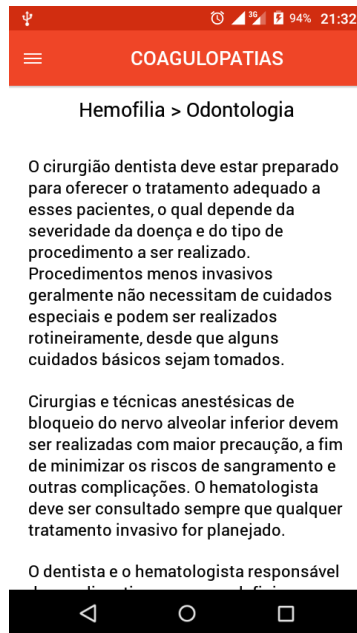 3G 94% 21:32
COAGULOPATIAS
Hemofilia > Odontologia
O cirurgião dentista deve estar preparado
para oferecer o tratamento adequado a
esses pacientes, o qual depende da
severidade da doença e do tipo de
procedimento a ser realizado.
Procedimentos menos invasivos
geralmente não necessitam de cuidados
especiais e podem ser realizados
rotineiramente, desde que alguns
cuidados básicos sejam tomados.
Cirurgias e técnicas anestésicas de
bloqueio do nervo alveolar inferior devem
ser realizadas com maior precaução, a fim
de minimizar os riscos de sangramento e
outras complicações. O hematologista
deve ser consultado sempre que qualquer
tratamento invasivo for planejado.
O dentista e o hematologista responsável